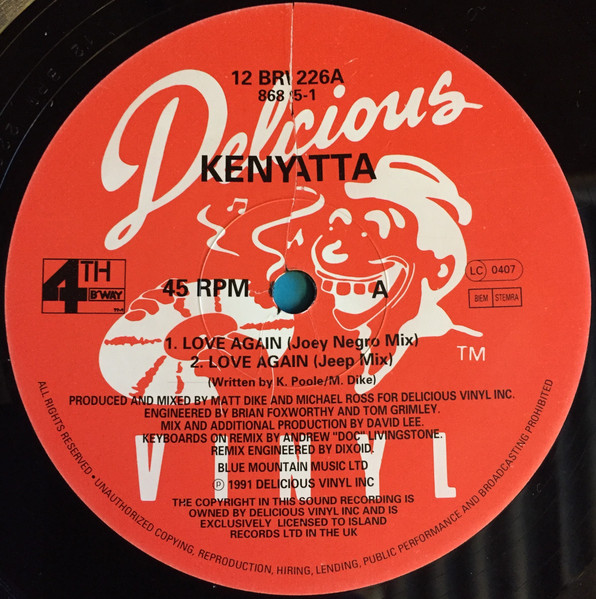 Delicious
12 BRW 226A
868 5-1
KENYATTA
4TH
B'WAY
45 RPM
A
LC 0407
BIEM STEMRA
1. LOVE AGAIN (Joey Negro Mix)
2. LOVE AGAIN (Jeep Mix)
TM
(Written by K. Poole/M. Dike)
PRODUCED AND MIXED BY MATT DIKE AND MICHAEL ROSS FOR DELICIOUS VINYL INC.
ENGINEERED BY BRIAN FOXWORTHY AND TOM GRIMLEY.
MIX AND ADDITIONAL PRODUCTION BY DAVID LEE.
KEYBOARDS ON REMIX BY ANDREW "DOC" LIVINGSTONE.
REMIX ENGINEERED BY DIXOID.
VINYL
BLUE MOUNTAIN MUSIC LTD
℗ 1991 DELICIOUS VINYL INC
THE COPYRIGHT IN THIS SOUND RECORDING IS
OWNED BY DELICIOUS VINYL INC AND IS
EXCLUSIVELY LICENSED TO ISLAND
RECORDS LTD IN THE UK
ALL RIGHTS RESERVED • UNAUTHORIZED COPYING, REPRODUCTION, HIRING, LENDING, PUBLIC PERFORMANCE AND BROADCASTING PROHIBITED